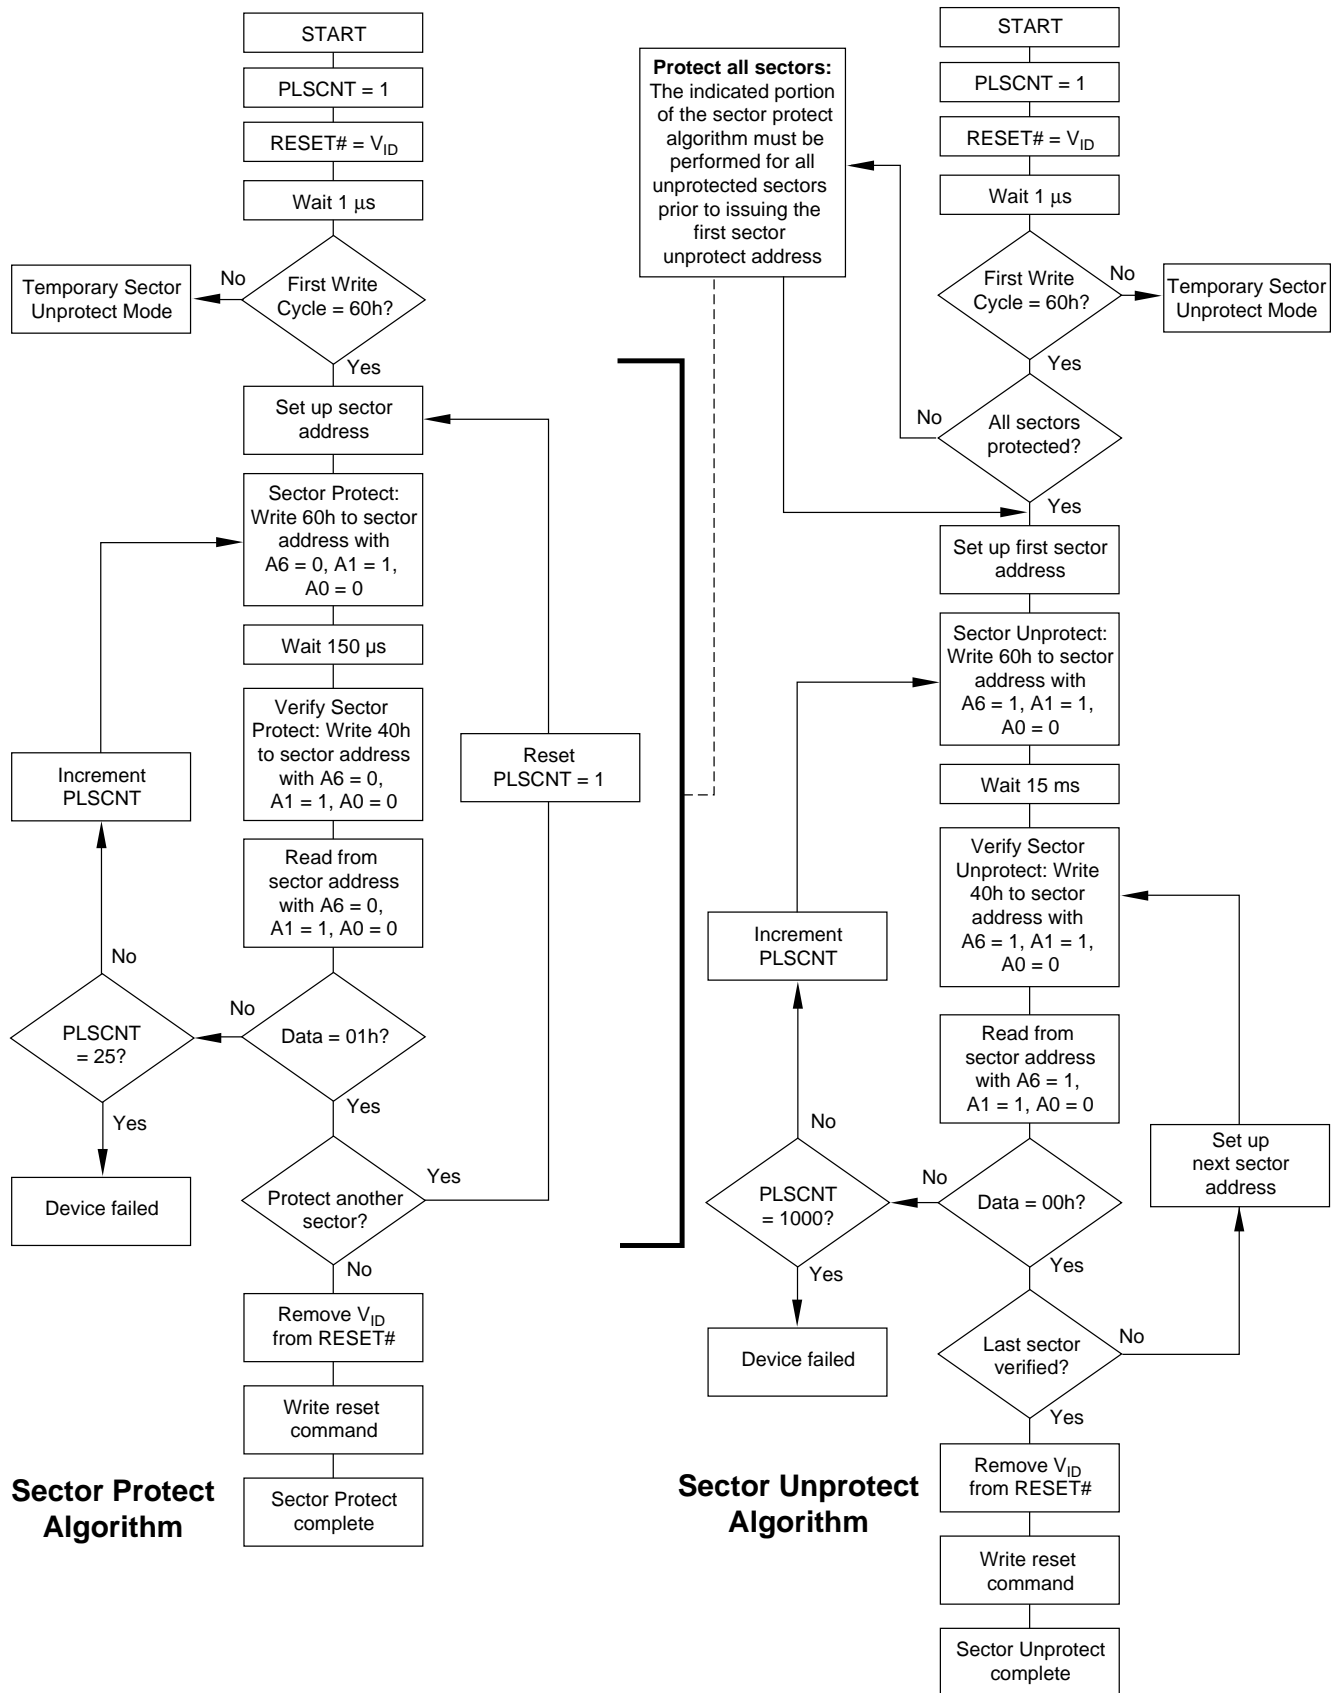 START
PLSCNT = 1
RESET# = VID
Wait 1 μs
First Write
Cycle = 60h?
No
Temporary Sector
Unprotect Mode
Yes
Set up sector
address
Sector Protect:
Write 60h to sector
address with
A6 = 0, A1 = 1,
A0 = 0
Wait 150 µs
Verify Sector
Protect: Write 40h
to sector address
with A6 = 0,
A1 = 1, A0 = 0
Increment
PLSCNT
Reset
PLSCNT = 1
Read from
sector address
with A6 = 0,
A1 = 1, A0 = 0
No
PLSCNT
= 25?
No
Data = 01h?
Yes
Yes
Device failed
Protect another
sector?
Yes
No
Remove VID
from RESET#
Write reset
command
Sector Protect
complete
Sector Protect
Algorithm
Protect all sectors:
The indicated portion
of the sector protect
algorithm must be
performed for all
unprotected sectors
prior to issuing the
first sector
unprotect address
START
PLSCNT = 1
RESET# = VID
Wait 1 μs
First Write
Cycle = 60h?
No
Temporary Sector
Unprotect Mode
Yes
No
All sectors
protected?
Yes
Set up first sector
address
Sector Unprotect:
Write 60h to sector
address with
A6 = 1, A1 = 1,
A0 = 0
Wait 15 ms
Verify Sector
Unprotect: Write
40h to sector
address with
A6 = 1, A1 = 1,
A0 = 0
Increment
PLSCNT
Read from
sector address
with A6 = 1,
A1 = 1, A0 = 0
No
Set up
next sector
address
PLSCNT
= 1000?
No
Data = 00h?
Yes
Yes
Device failed
Last sector
verified?
No
Yes
Remove VID
from RESET#
Write reset
command
Sector Unprotect
complete
Sector Unprotect
Algorithm